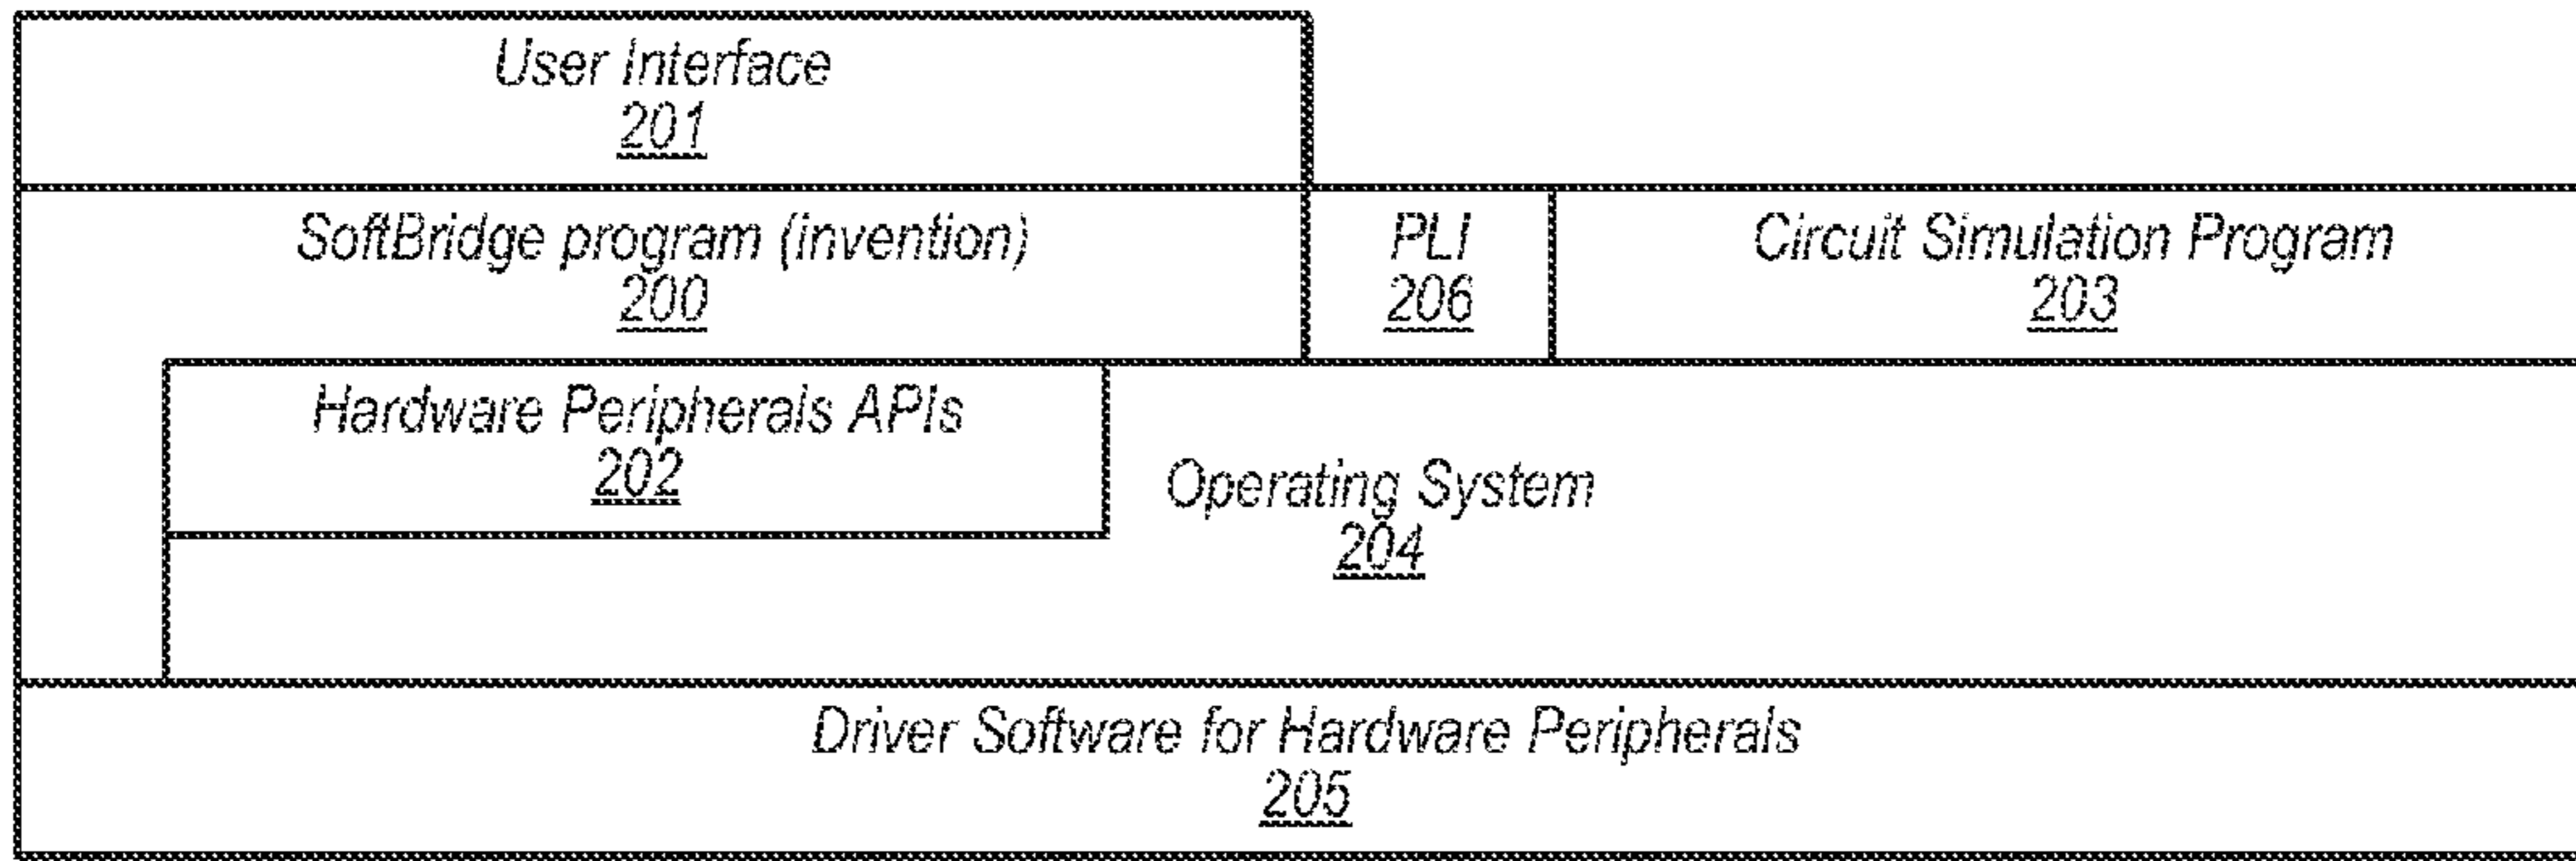 User Interface
201
SoftBridge program (invention)
200
PLI
206
Circuit Simulation Program
203
Hardware Peripherals APIs
202
Operating System
204
Driver Software for Hardware Peripherals
205